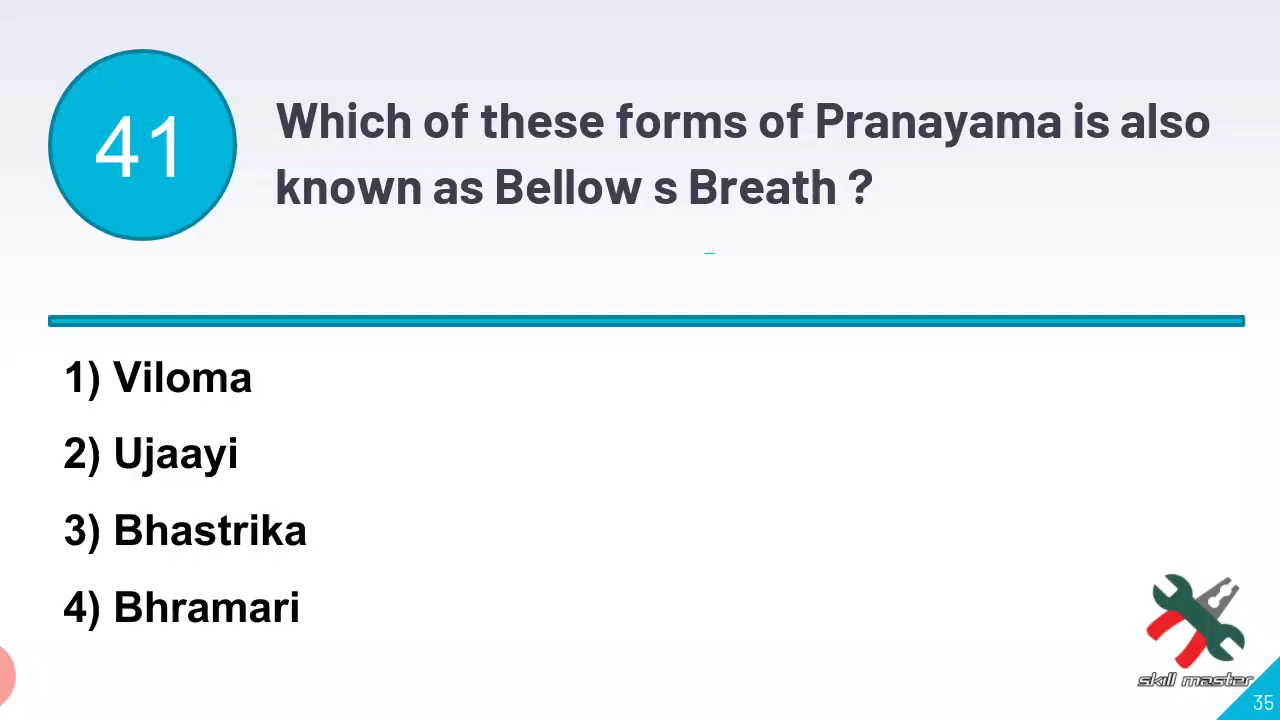 41
Which of these forms of Pranayama is also
known as Bellow s Breath ?
1) Viloma
2) Ujaayi
3) Bhastrika
4) Bhramari
skill master
35